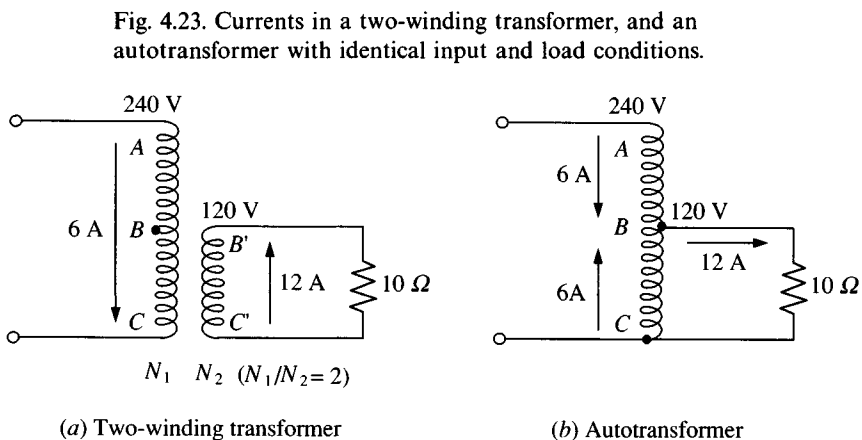 Fig. 4.23. Currents in a two-winding transformer, and an
autotransformer with identical input and load conditions.
240 V
A
6 A
B
C
120 V
B'
12 A
10 Ω
C'
N₁ N₂ (N₁/N₂= 2)
(a) Two-winding transformer
240 V
A
6 A
B
120 V
12 A
6A
10 Ω
C
(b) Autotransformer